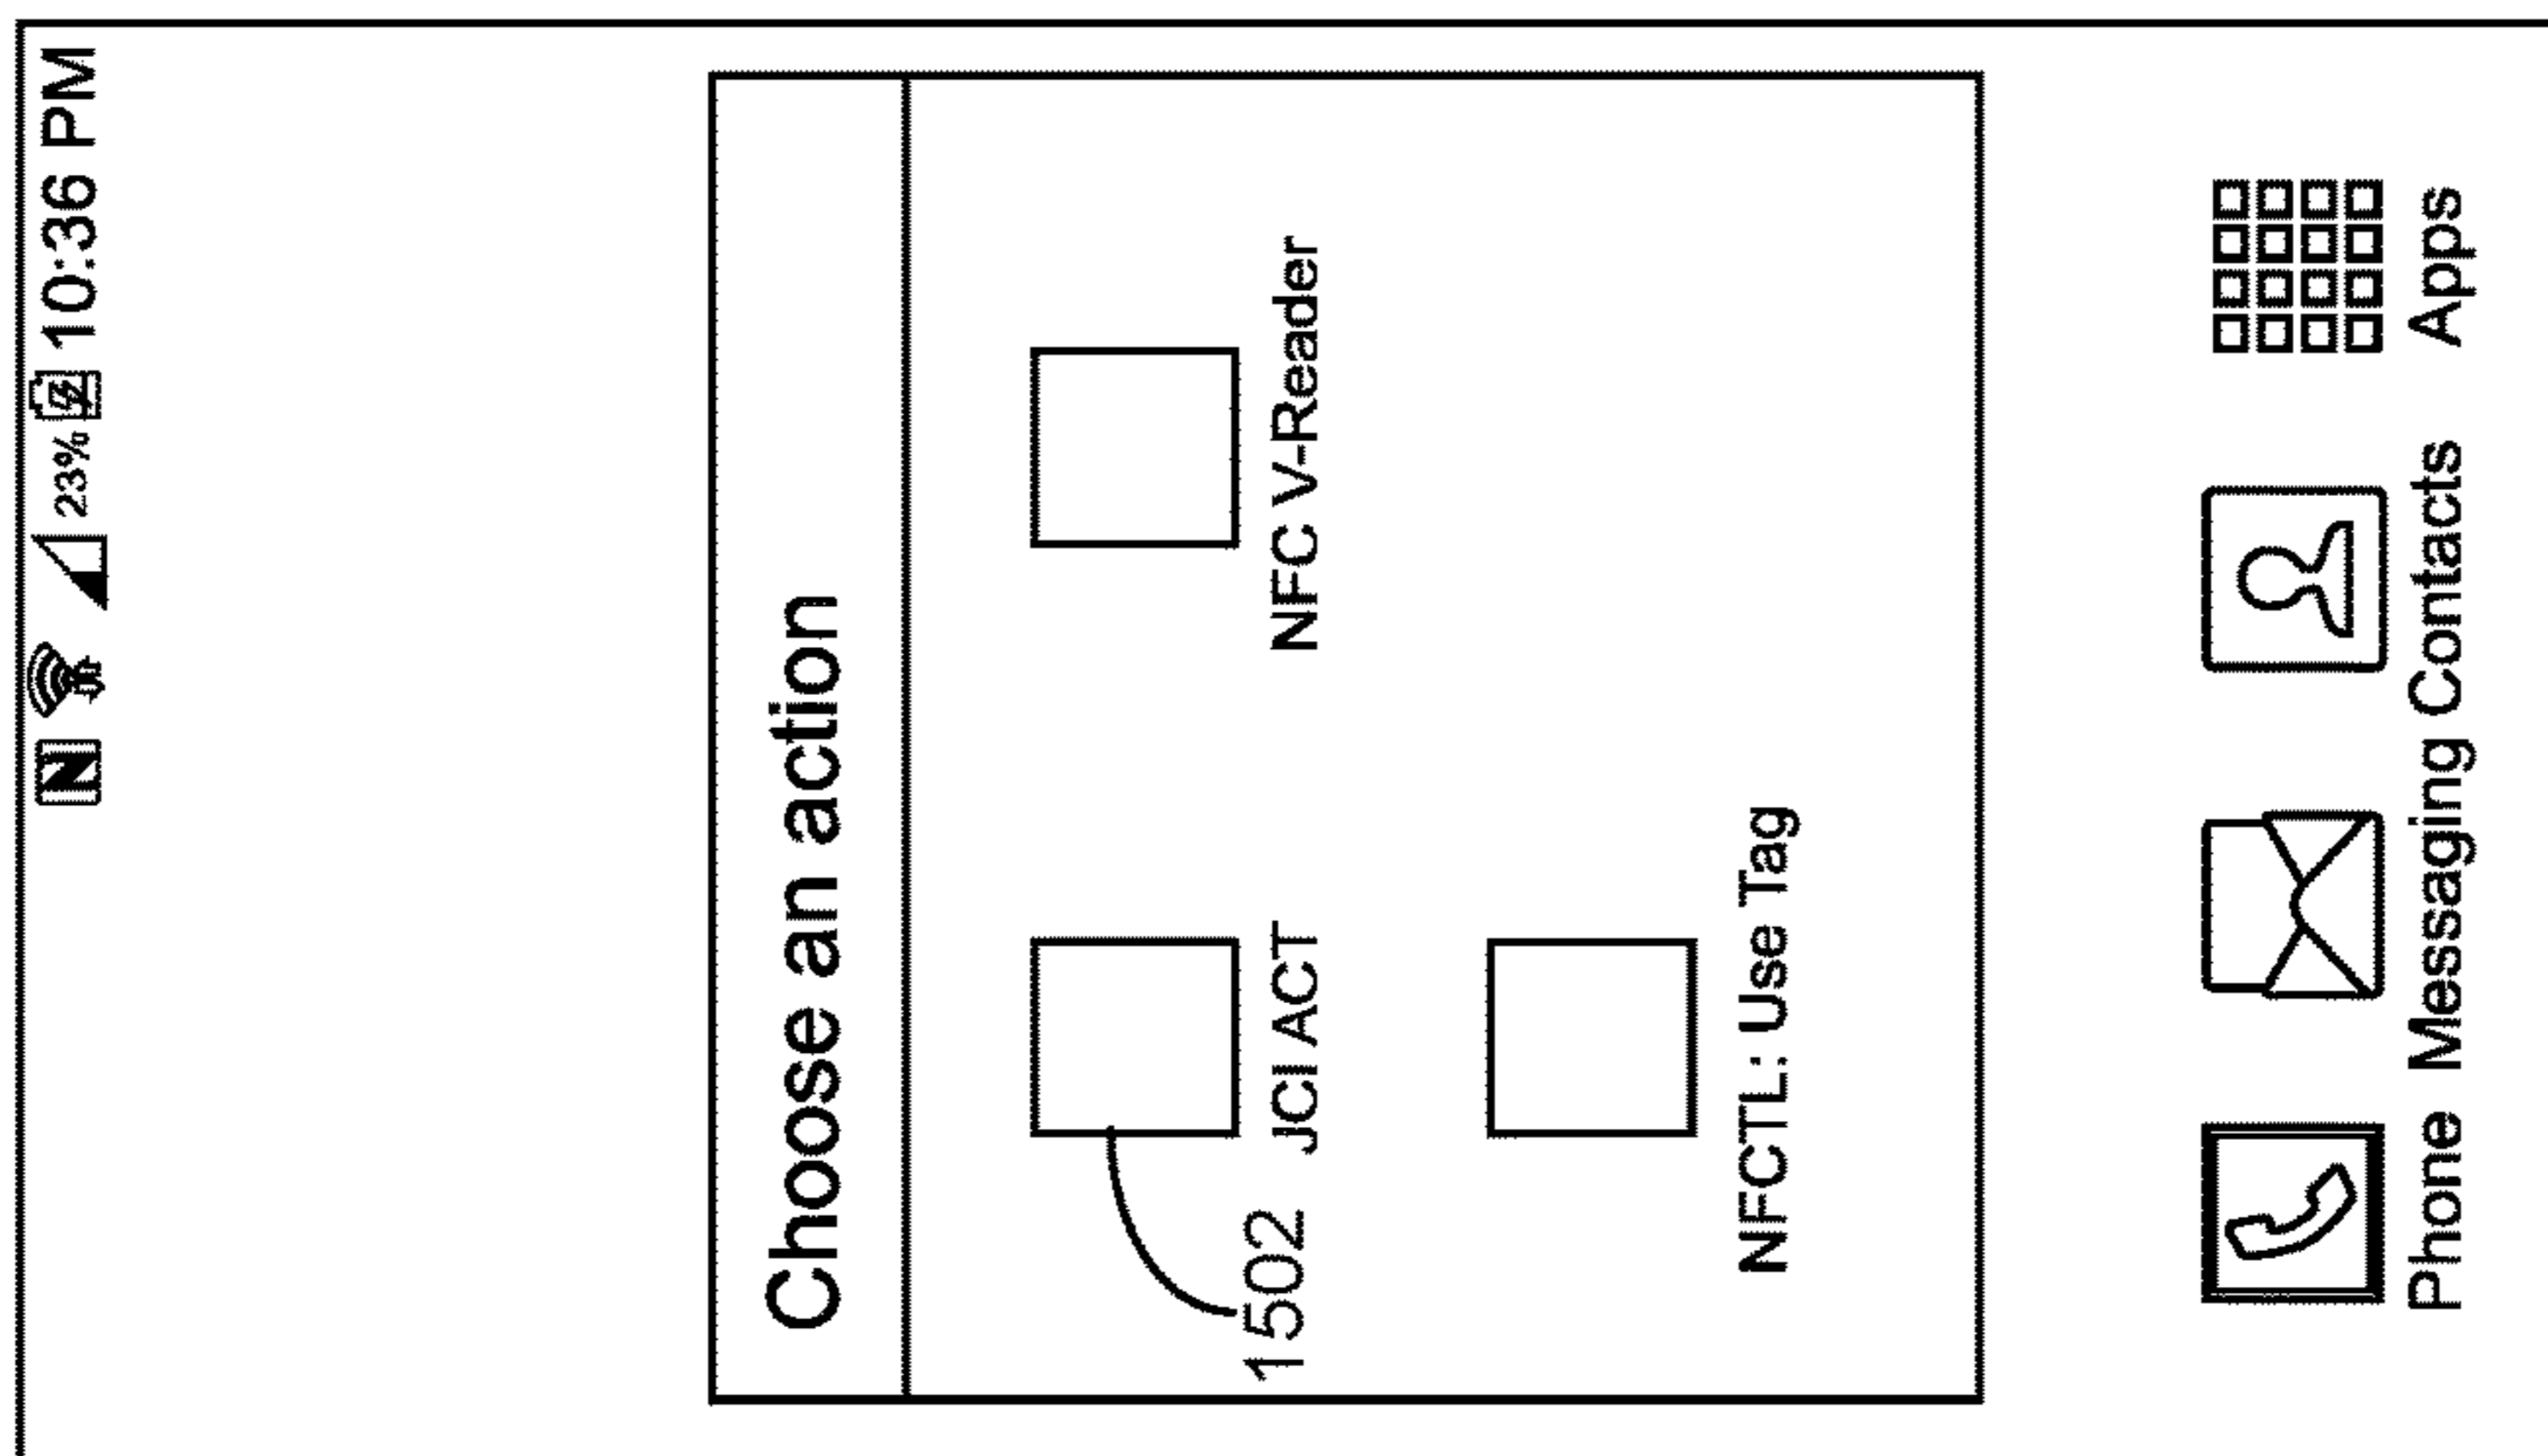 N 23% 10:36 PM
Choose an action
JCI ACT NFC V-Reader
1502
NFCTL: Use Tag
Phone Messaging Contacts Apps